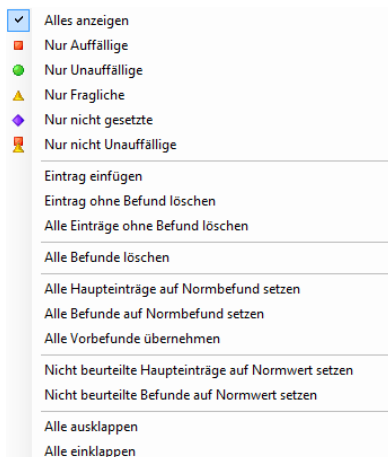 Alles anzeigen
Nur Auffällige
Nur Unauffällige
Nur Fragliche
Nur nicht gesetzte
Nur nicht Unauffällige
Eintrag einfügen
Eintrag ohne Befund löschen
Alle Einträge ohne Befund löschen
Alle Befunde löschen
Alle Haupteinträge auf Normbefund setzen
Alle Befunde auf Normbefund setzen
Alle Vorbefunde übernehmen
Nicht beurteilte Haupteinträge auf Normwert setzen
Nicht beurteilte Befunde auf Normwert setzen
Alle ausklappen
Alle einklappen